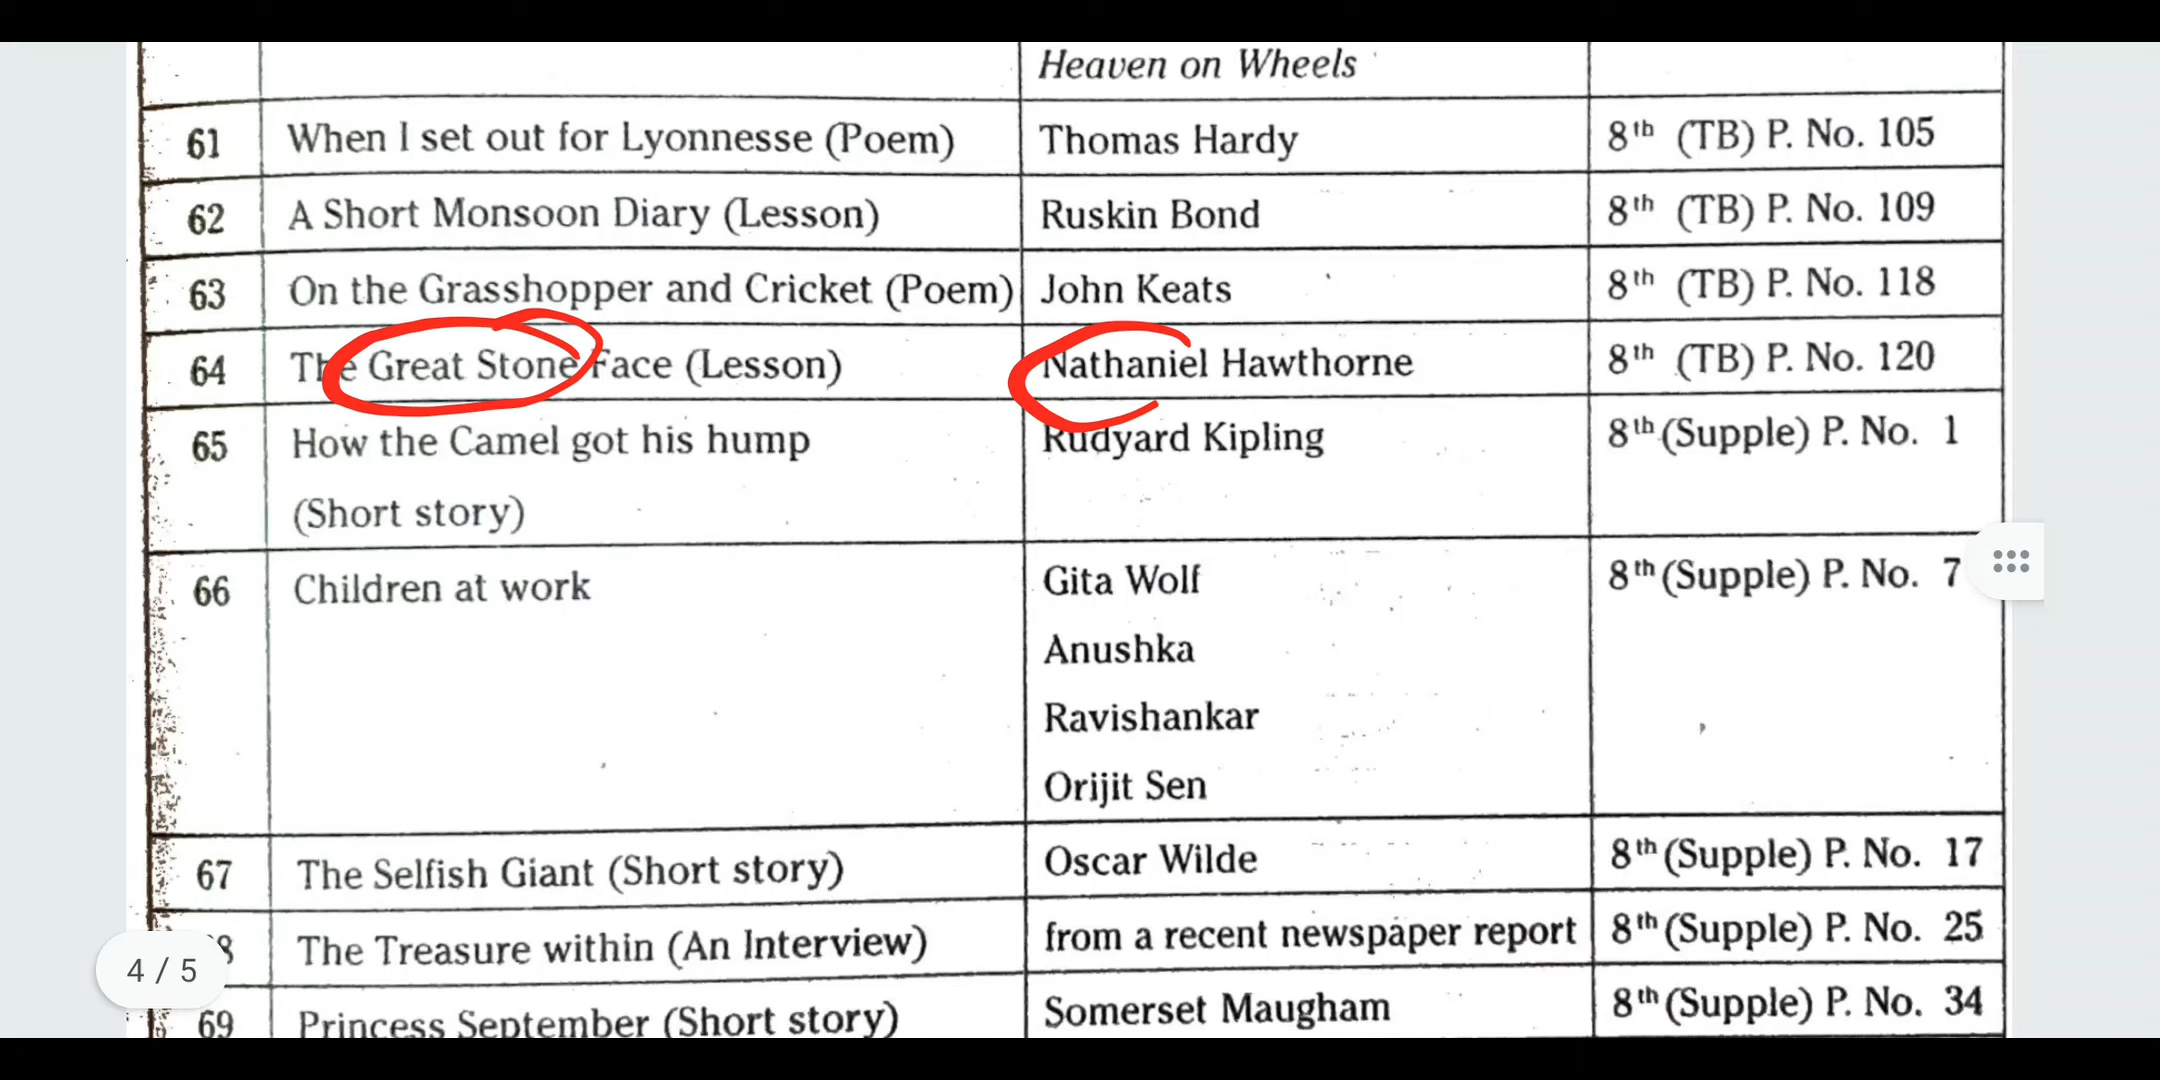 Heaven on Wheels
61 When I set out for Lyonnesse (Poem) Thomas Hardy 8th (TB) P. No. 105
62 A Short Monsoon Diary (Lesson) Ruskin Bond 8th (TB) P. No. 109
63 On the Grasshopper and Cricket (Poem) John Keats 8th (TB) P. No. 118
64 The Great Stone Face (Lesson) Nathaniel Hawthorne 8th (TB) P. No. 120
65 How the Camel got his hump Rudyard Kipling 8th (Supple) P. No. 1
(Short story)
66 Children at work Gita Wolf 8th (Supple) P. No. 7
Anushka
Ravishankar
Orijit Sen
67 The Selfish Giant (Short story) Oscar Wilde 8th (Supple) P. No. 17
8 The Treasure within (An Interview) from a recent newspaper report 8th (Supple) P. No. 25
4 / 5
69 Princess September (Short story) Somerset Maugham 8th (Supple) P. No. 34